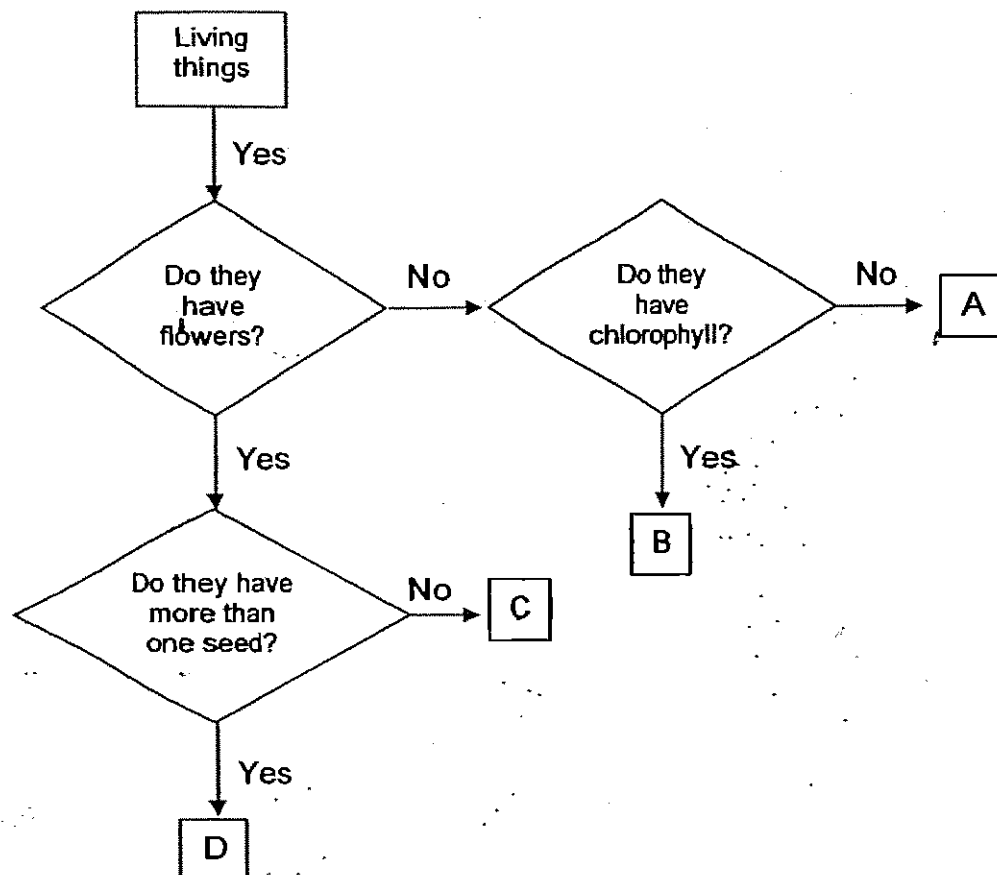 Living
things
Yes
Do they
have
flowers?
No
Do they
have
chlorophyll?
No
A
Yes
Yes
B
Do they have
more than
one seed?
No
C
Yes
D